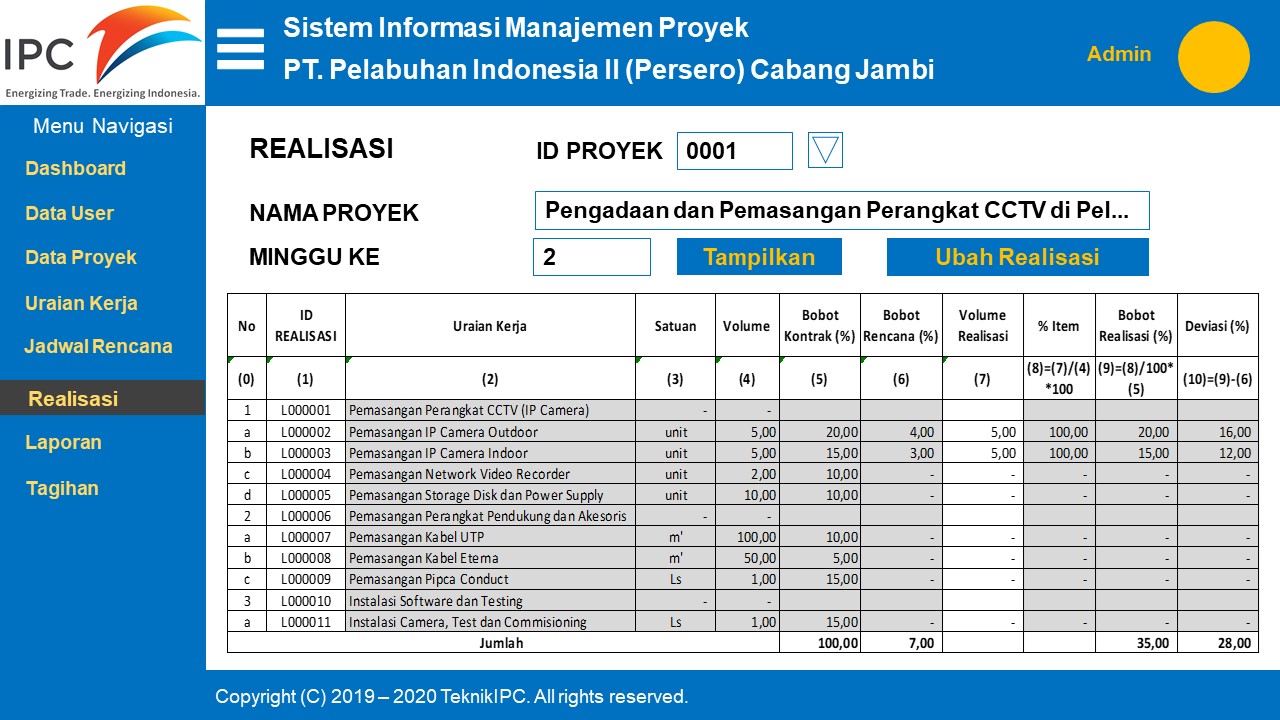 IPC
Energizing Trade. Energizing Indonesia.
Sistem Informasi Manajemen Proyek
PT. Pelabuhan Indonesia II (Persero) Cabang Jambi
Admin
Menu Navigasi
Dashboard
Data User
Data Proyek
Uraian Kerja
Jadwal Rencana
Realisasi
Laporan
Tagihan
REALISASI ID PROYEK 0001
NAMA PROYEK Pengadaan dan Pemasangan Perangkat CCTV di Pel...
MINGGU KE 2 Tampilkan Ubah Realisasi
No ID REALISASI Uraian Kerja Satuan Volume Bobot Kontrak (%) Bobot Rencana (%) Volume Realisasi % Item Bobot Realisasi (%) Deviasi (%)
(0) (1) (2) (3) (4) (5) (6) (7) (8)=(7)/(4)*100 (9)=(8)/100*(5) (10)=(9)-(6)
1 L000001 Pemasangan Perangkat CCTV (IP Camera) - -
a L000002 Pemasangan IP Camera Outdoor unit 5,00 20,00 4,00 5,00 100,00 20,00 16,00
b L000003 Pemasangan IP Camera Indoor unit 5,00 15,00 3,00 5,00 100,00 15,00 12,00
c L000004 Pemasangan Network Video Recorder unit 2,00 10,00 - - - - -
d L000005 Pemasangan Storage Disk dan Power Supply unit 10,00 10,00 - - - - -
2 L000006 Pemasangan Perangkat Pendukung dan Akesoris - -
a L000007 Pemasangan Kabel UTP m' 100,00 10,00 - - - - -
b L000008 Pemasangan Kabel Eterna m' 50,00 5,00 - - - - -
c L000009 Pemasangan Pipca Conduct Ls 1,00 15,00 - - - - -
3 L000010 Instalasi Software dan Testing - -
a L000011 Instalasi Camera, Test dan Commisioning Ls 1,00 15,00 - - - - -
Jumlah 100,00 7,00 35,00 28,00
Copyright (C) 2019 – 2020 TeknikIPC. All rights reserved.